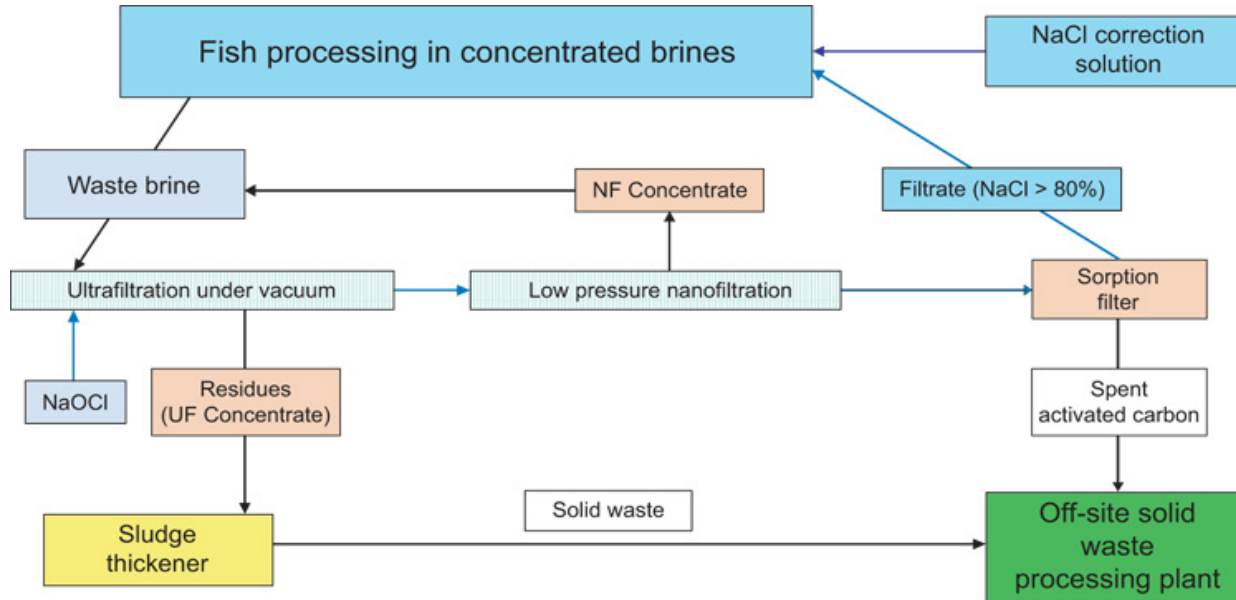 Fish processing in concentrated brines
NaCl correction
solution
Waste brine
NF Concentrate
Filtrate (NaCl > 80%)
Ultrafiltration under vacuum
Low pressure nanofiltration
Sorption
filter
NaOCl
Residues
(UF Concentrate)
Spent
activated carbon
Solid waste
Sludge
thickener
Off-site solid
waste
processing plant